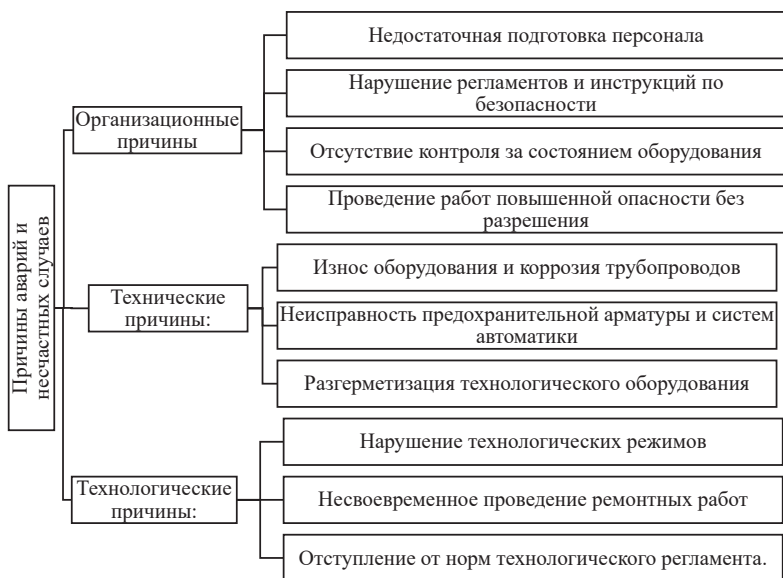 Причины аварий и
несчастных случаев
Организационные
причины
Недостаточная подготовка персонала
Нарушение регламентов и инструкций по
безопасности
Отсутствие контроля за состоянием оборудования
Проведение работ повышенной опасности без
разрешения
Технические
причины:
Износ оборудования и коррозия трубопроводов
Неисправность предохранительной арматуры и систем
автоматики
Разгерметизация технологического оборудования
Технологические
причины:
Нарушение технологических режимов
Несвоевременное проведение ремонтных работ
Отступление от норм технологического регламента.